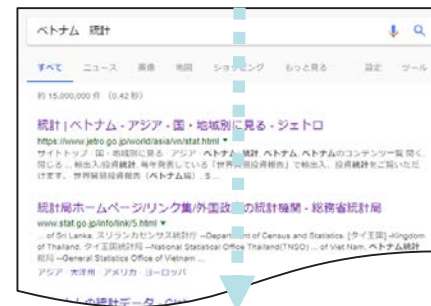 ベトナム 統計
すべて ニュース 画像 地図 ショッピング もっと見る 設定 ツール
約 15,000,000 件 (0.42 秒)
統計 | ベトナム - アジア - 国・地域別に見る - ジェトロ
https://www.jetro.go.jp/world/asia/vn/stat.html ▼
サイトトップ · 国・地域別に見る · アジア · ベトナム · 統計. ベトナム. ベトナムのコンテンツ一覧 開く.
閉じる ... 輸出入/投資統計. 毎年発表している「世界貿易投資報告」で輸出入、投資統計をご覧いただ
けます。 世界貿易投資報告（ベトナム編）. S ...
統計局ホームページ/リンク集/外国政府の統計機関 - 総務省統計局
www.stat.go.jp/info/link/5.html ▼
... of Sri Lanka. スリランカセンサス統計庁 --Department of Census and Statistics. [タイ王国] --Kingdom
of Thailand. タイ王国統計局 --National Statistical Office Thailand(TNSO) ... of Viet Nam. ベトナム統計
総局 --General Statistics Office of Vietnam ...
アジア · 大洋州 · アメリカ · ヨーロッパ
の統計データ -